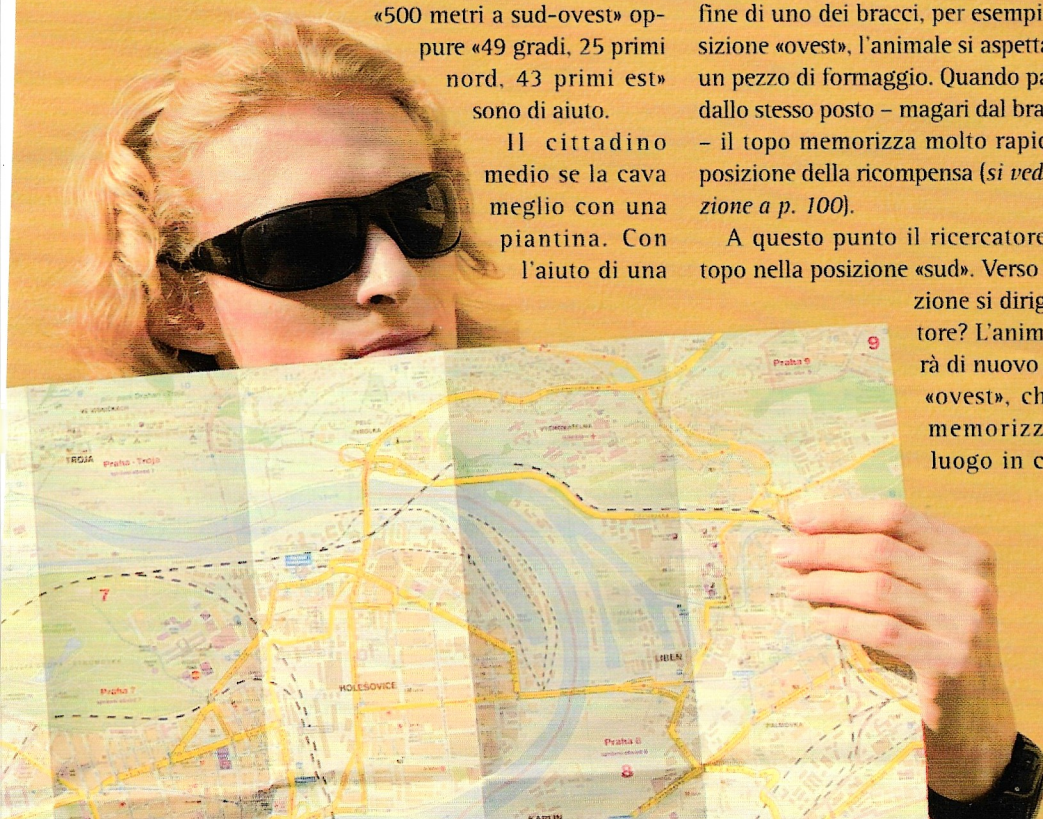 «500 metri a sud-ovest» op-
pure «49 gradi, 25 primi
nord, 43 primi est»
sono di aiuto.
Il cittadino
medio se la cava
meglio con una
piantina. Con
l'aiuto di una
fine di uno dei bracci, per esempi
sizione «ovest», l'animale si aspetta
un pezzo di formaggio. Quando pa
dallo stesso posto – magari dal bra
– il topo memorizza molto rapid
posizione della ricompensa (si ved
zione a p. 100).
A questo punto il ricercatore
topo nella posizione «sud». Verso
zione si dirig
tore? L'anim
rà di nuovo
«ovest», ch
memorizz
luogo in c
9
Praha 9
TROJA
Praha - Troja
7
LIBEŇ
HOLEŠOVICE
Praha 7
PALMOVKA
Praha 8
8
KARLÍN